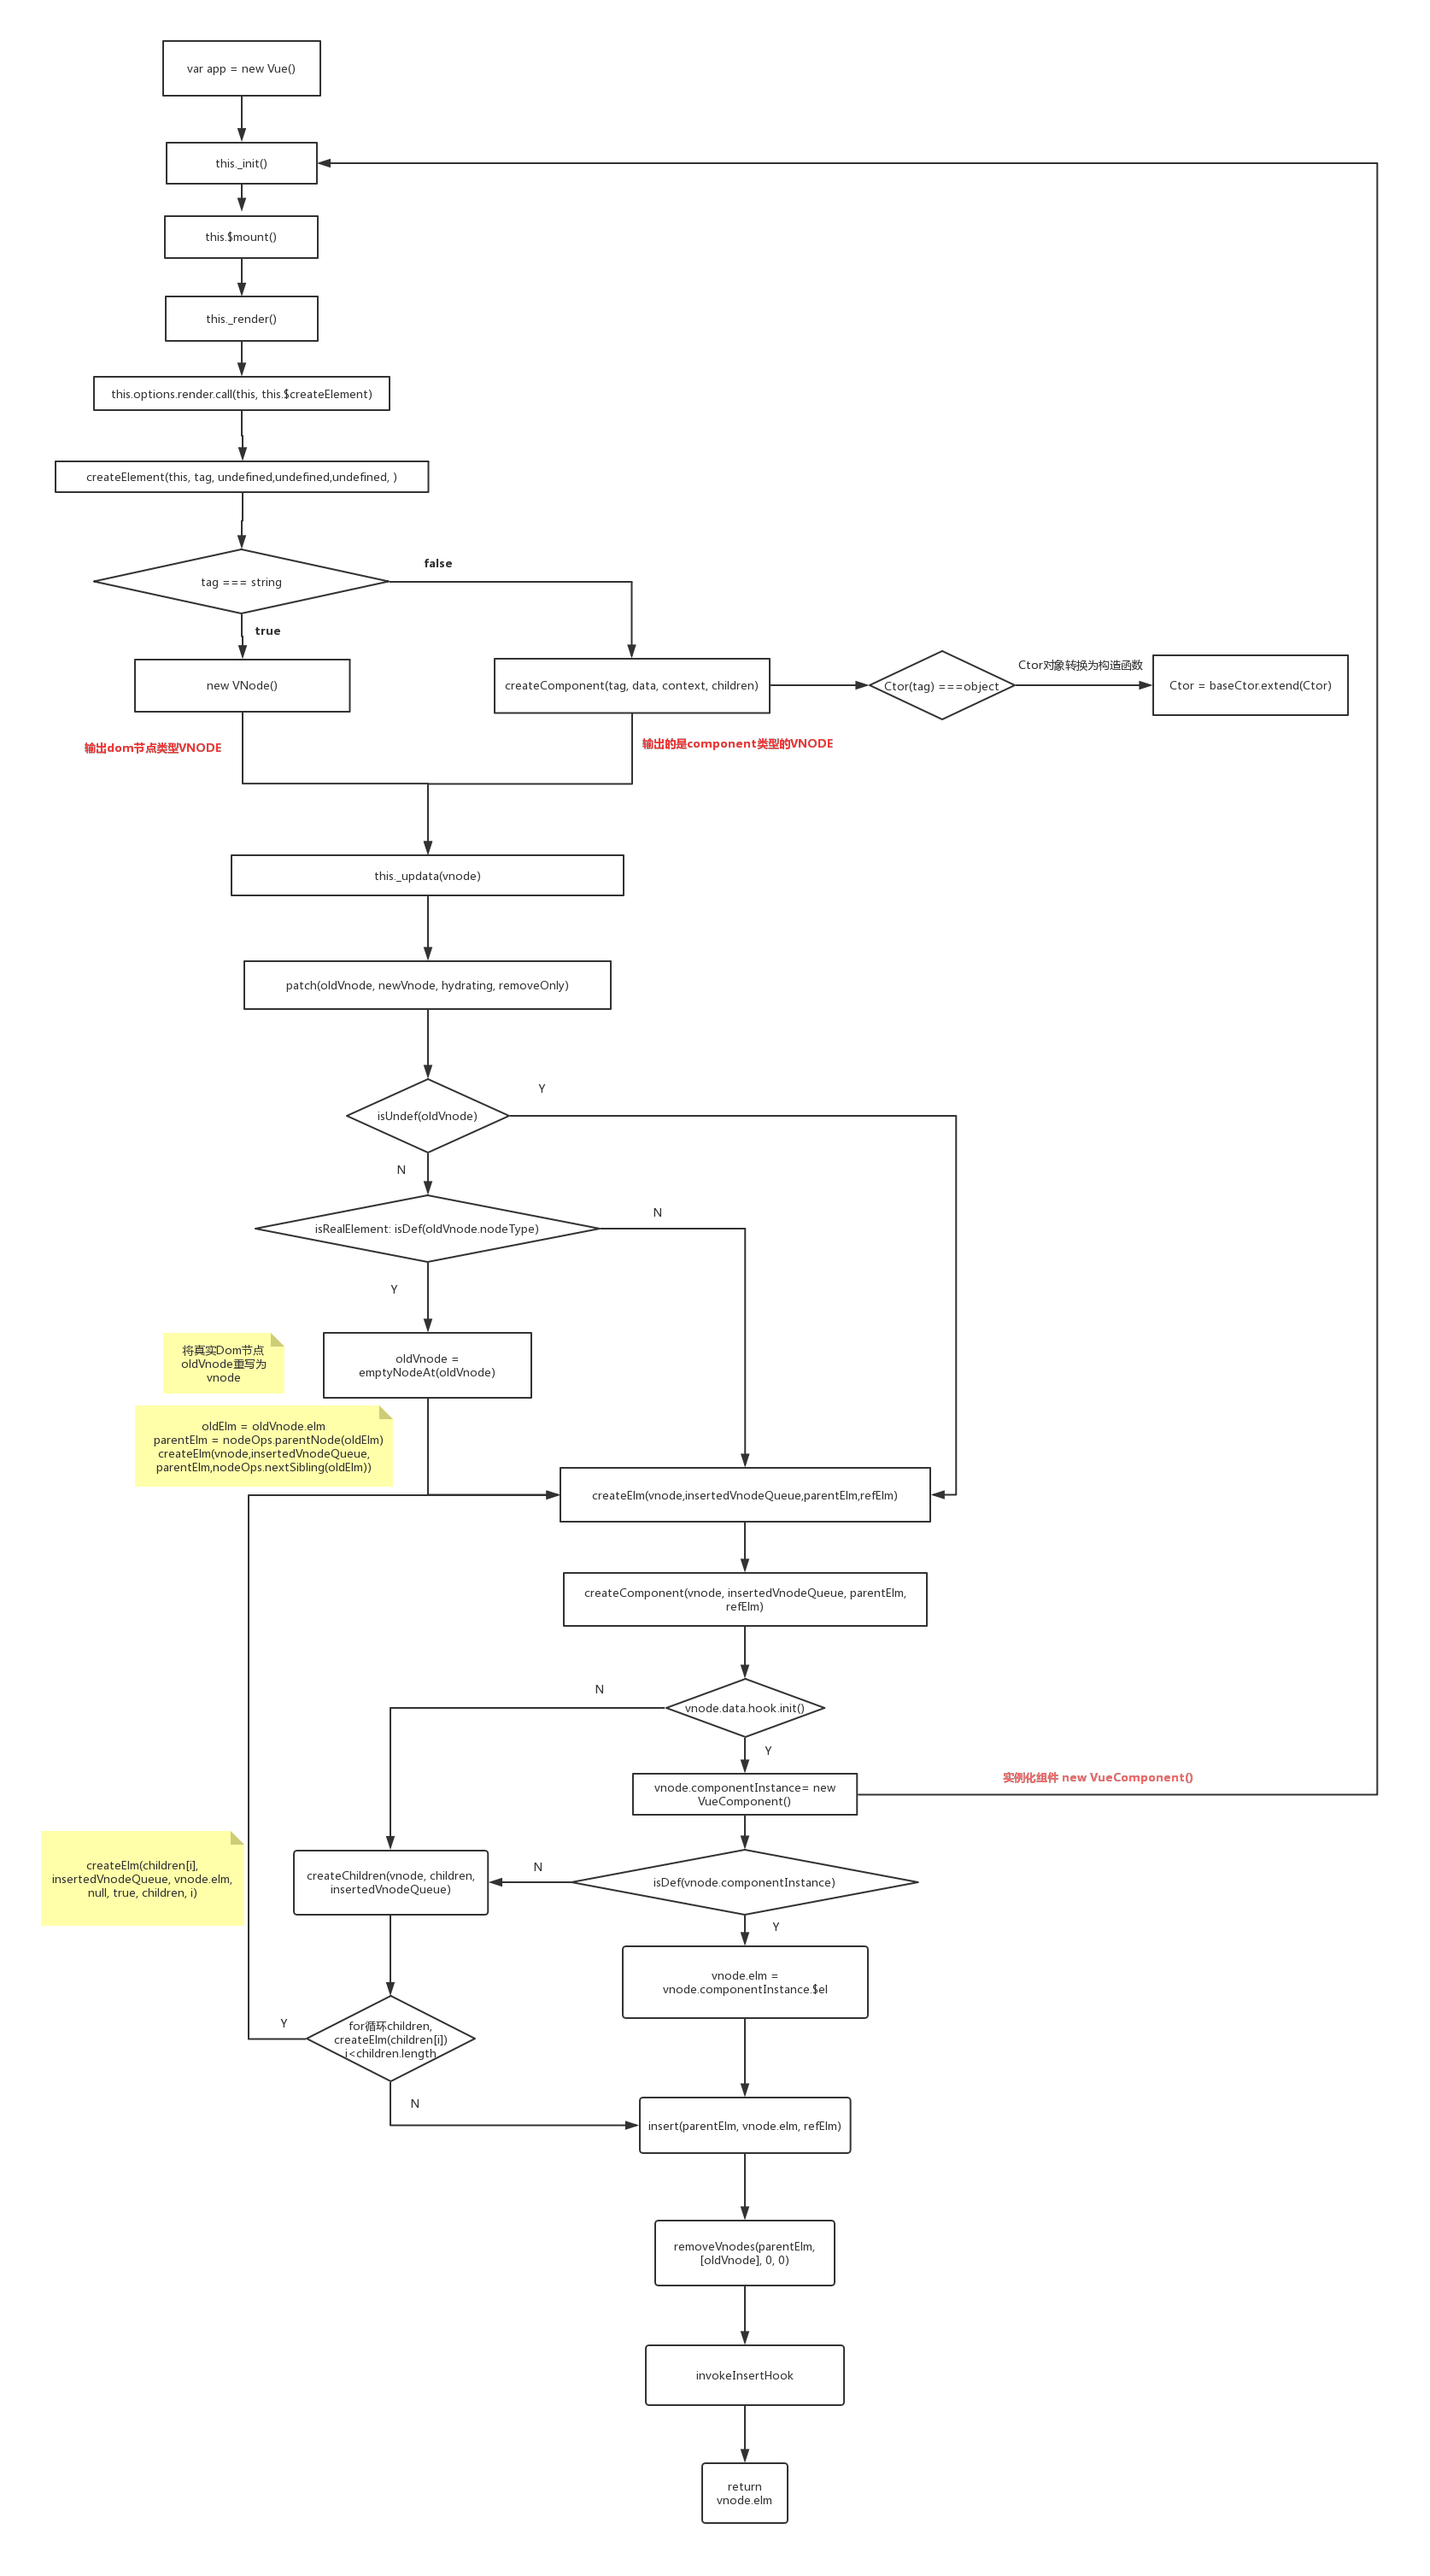 var app = new Vue()
this._init()
this.$mount()
this._render()
this.options.render.call(this, this.$createElement)
createElement(this, tag, undefined,undefined,undefined, )
false
tag === string
true
Ctor对象转换为构造函数
new VNode()
createComponent(tag, data, context, children)
Ctor(tag) ===object
Ctor = baseCtor.extend(Ctor)
输出dom节点类型VNODE
输出的是component类型的VNODE
this._updata(vnode)
patch(oldVnode, newVnode, hydrating, removeOnly)
Y
isUndef(oldVnode)
N
N
isRealElement: isDef(oldVnode.nodeType)
Y
将真实Dom节点
oldVnode重写为
vnode
oldVnode =
emptyNodeAt(oldVnode)
oldElm = oldVnode.elm
parentElm = nodeOps.parentNode(oldElm)
createElm(vnode,insertedVnodeQueue,
parentElm,nodeOps.nextSibling(oldElm))
createElm(vnode,insertedVnodeQueue,parentElm,refElm)
createComponent(vnode, insertedVnodeQueue, parentElm,
refElm)
N
vnode.data.hook.init()
Y
实例化组件 new VueComponent()
vnode.componentInstance= new
VueComponent()
createElm(children[i],
insertedVnodeQueue, vnode.elm,
null, true, children, i)
createChildren(vnode, children,
insertedVnodeQueue)
N
isDef(vnode.componentInstance)
Y
vnode.elm =
vnode.componentInstance.$el
Y
for循环children,
createElm(children[i])
i<children.length
N
insert(parentElm, vnode.elm, refElm)
removeVnodes(parentElm,
[oldVnode], 0, 0)
invokeInsertHook
return
vnode.elm